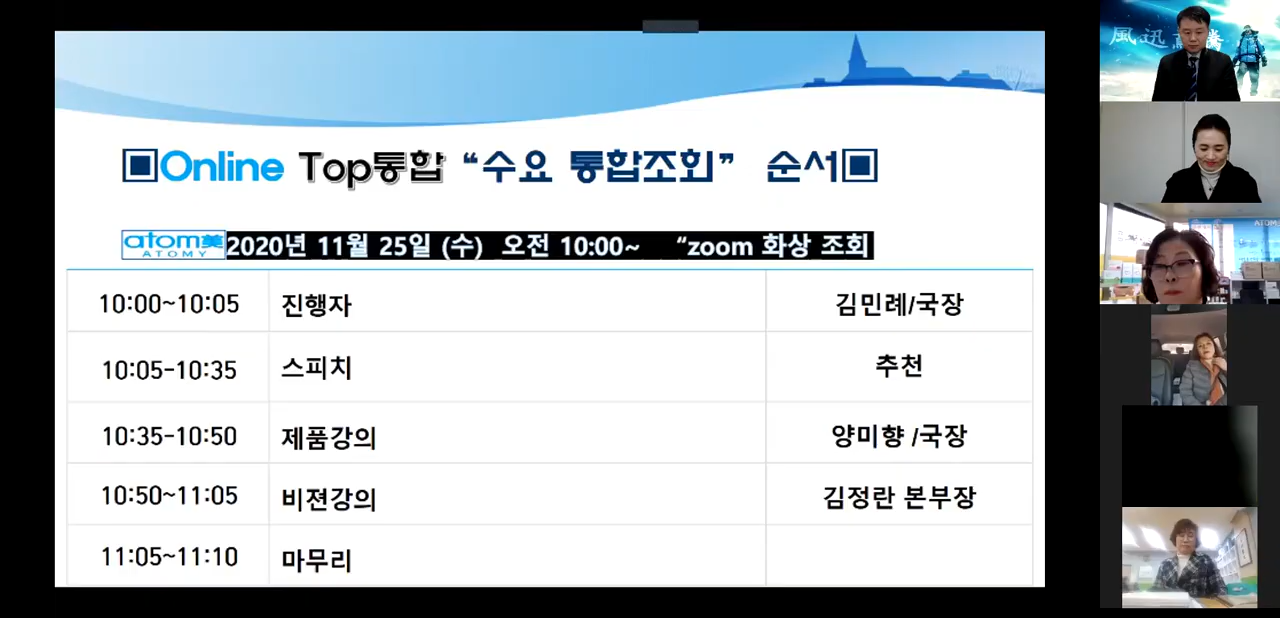 ▣Online Top통합 “수요 통합조회” 순서▣
atom美 ATOMY 2020년 11월 25일 (수) 오전 10:00~ “zoom 화상 조회
10:00~10:05 진행자 김민례/국장
10:05-10:35 스피치 추천
10:35-10:50 제품강의 양미향 /국장
10:50~11:05 비젼강의 김정란 본부장
11:05~11:10 마무리
風迅 騰